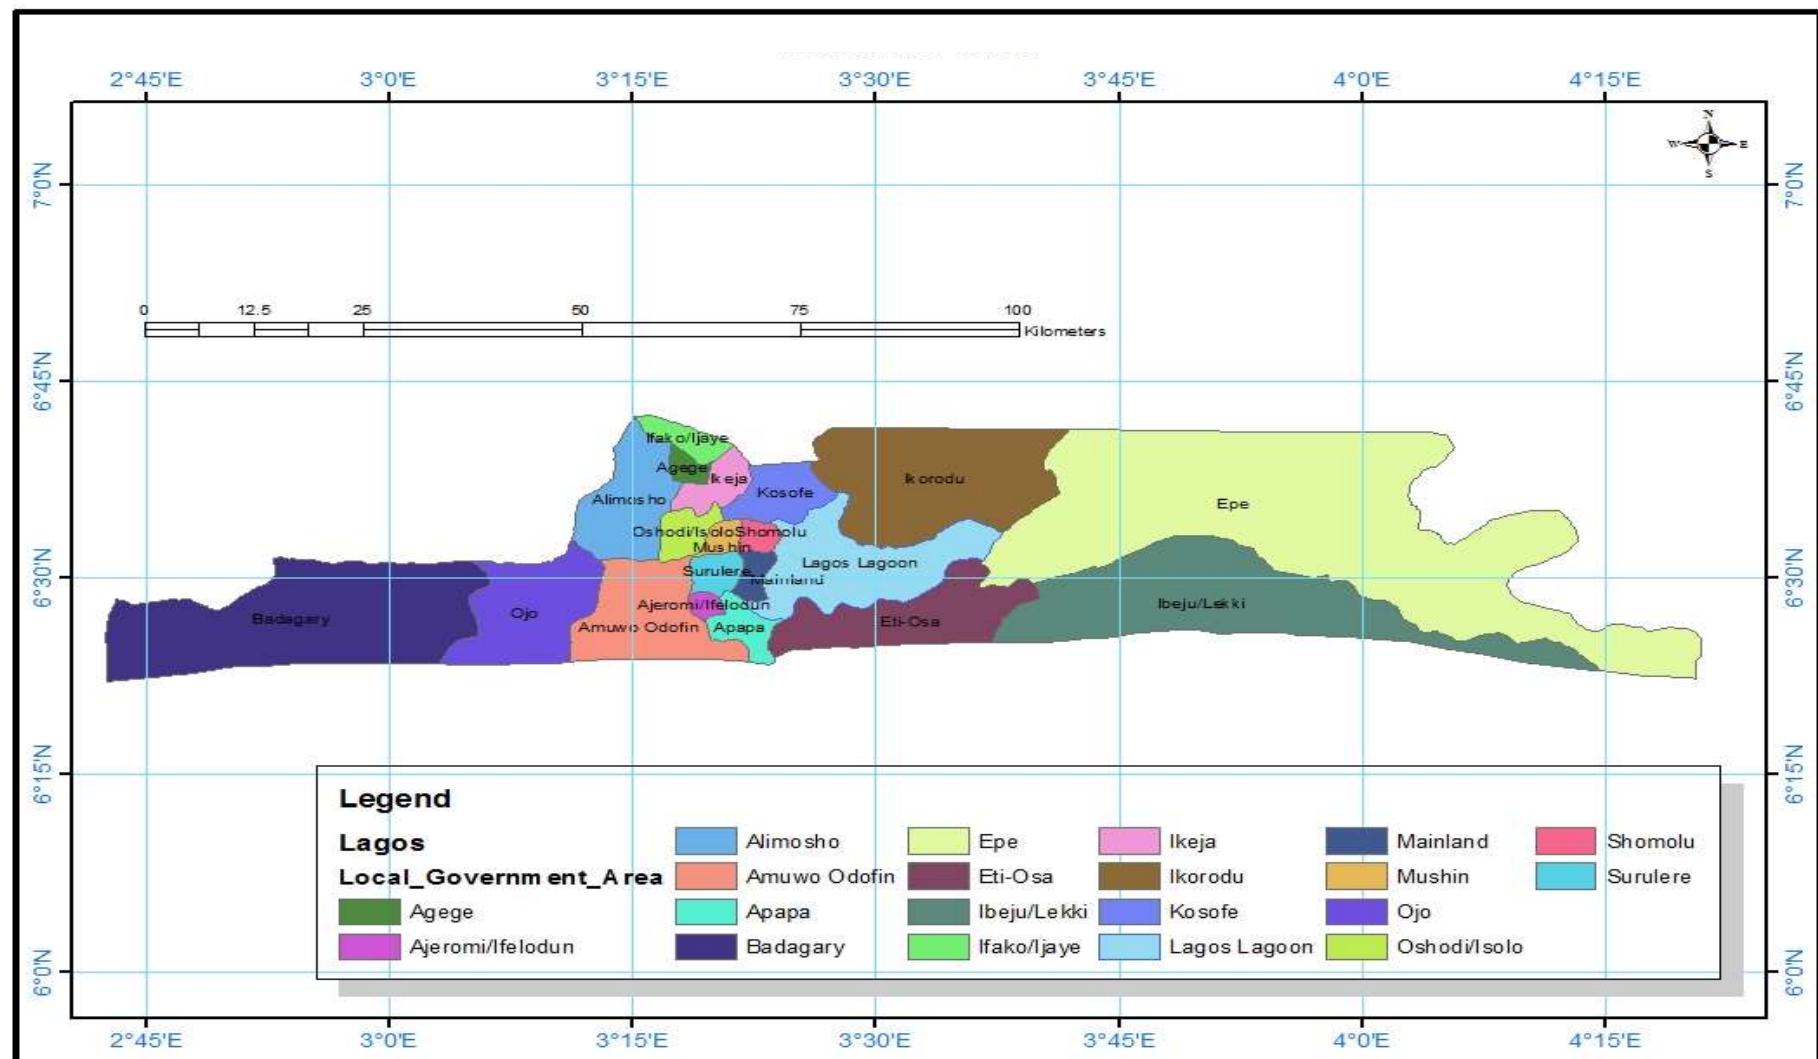 2°45'E 3°0'E 3°15'E 3°30'E 3°45'E 4°0'E 4°15'E
N
W E
S
7°0'N 7°0'N
0 12.5 25 50 75 100
Kilometers
6°45'N 6°45'N
Ifako/Ijaye
Agege
Ikeja
Ikorodu
Alimosho
Kosofe
Epe
Oshodi/Isolo
Shomolu
Mushin
Lagos Lagoon
Surulere
Mainland
6°30'N 6°30'N
Ajeromi/Ifelodun
Ibeju/Lekki
Badagary
Ojo
Amuwo Odofin
Apapa
Eti-Osa
6°15'N 6°15'N
Legend
Lagos
Local_Government_Area
Agege
Ajeromi/Ifelodun
Alimosho
Amuwo Odofin
Apapa
Badagary
Epe
Eti-Osa
Ibeju/Lekki
Ifako/Ijaye
Ikeja
Ikorodu
Kosofe
Lagos Lagoon
Mainland
Mushin
Ojo
Oshodi/Isolo
Shomolu
Surulere
6°0'N 6°0'N
2°45'E 3°0'E 3°15'E 3°30'E 3°45'E 4°0'E 4°15'E